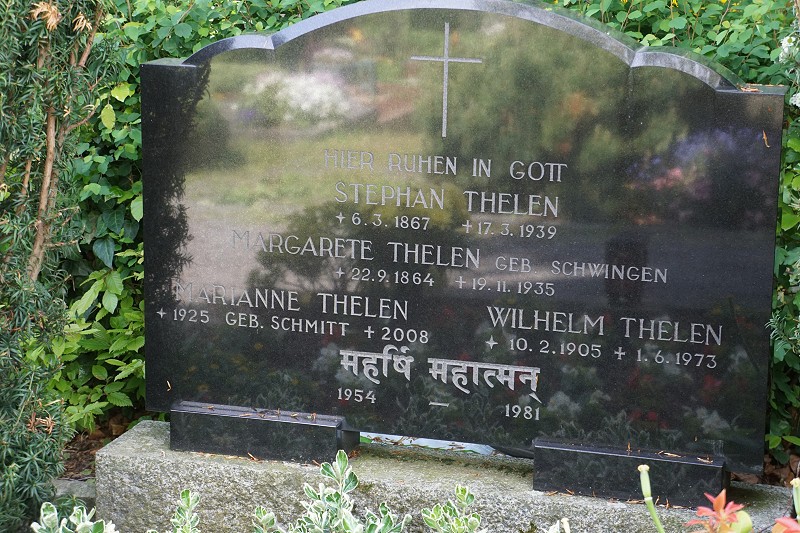 HIER RUHEN IN GOTT
STEPHAN THELEN
* 6.3.1867 + 17.3.1939
MARGARETE THELEN GEB. SCHWINGEN
* 22.9.1864 + 19.11.1935
MARIANNE THELEN
* 1925 GEB. SCHMITT + 2008
WILHELM THELEN
* 10.2.1905 + 1.6.1973
महर्षि महात्मन्
1954 – 1981